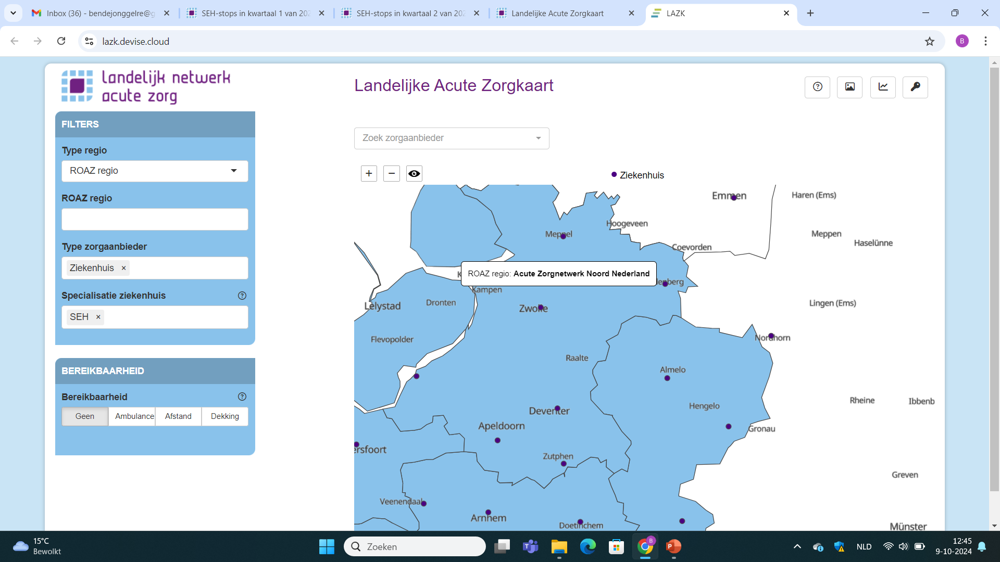 Inbox (36) - bendejonggelre@g
SEH-stops in kwartaal 1 van 202
SEH-stops in kwartaal 2 van 202
Landelijke Acute Zorgkaart
LAZK
lazk.devise.cloud
B
landelijk netwerk
acute zorg
Landelijke Acute Zorgkaart
FILTERS
Type regio
ROAZ regio
ROAZ regio
Type zorgaanbieder
Ziekenhuis ×
Specialisatie ziekenhuis
SEH ×
BEREIKBAARHEID
Bereikbaarheid
Geen
Ambulance
Afstand
Dekking
Zoek zorgaanbieder
+
−
Ziekenhuis
Emmen
Haren (Ems)
Hoogeveen
Meppel
Meppen
Haselünne
Coevorden
ROAZ regio: Acute Zorgnetwerk Noord Nederland
K
lenberg
Kampen
Dronten
Lelystad
Zwolle
Lingen (Ems)
Flevopolder
Nordhorn
Raalte
Almelo
Rheine
Ibbenb
Hengelo
Deventer
Apeldoorn
Gronau
ersfoort
Zutphen
Greven
Veenendaal
Arnhem
Doetinchem
Münster
15°C
Bewolkt
Zoeken
B
NLD
12:45
9-10-2024